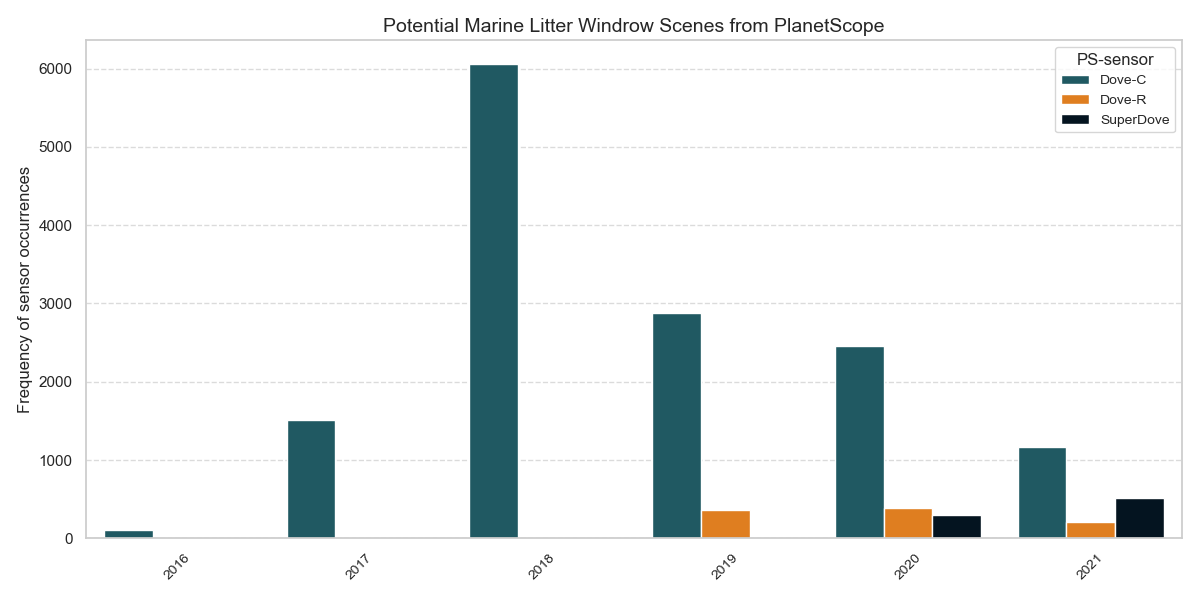 Potential Marine Litter Windrow Scenes from PlanetScope
PS-sensor
Dove-C
Dove-R
SuperDove
Frequency of sensor occurrences
6000
5000
4000
3000
2000
1000
0
2016
2017
2018
2019
2020
2021